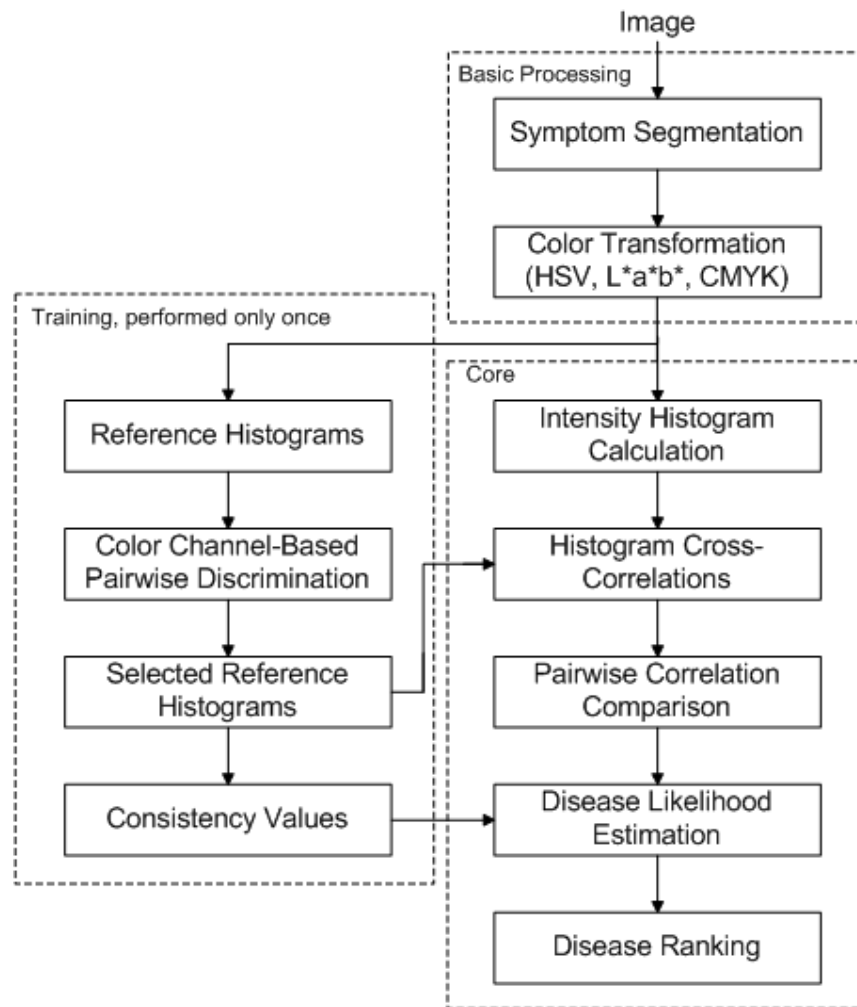 Image
Basic Processing
Symptom Segmentation
Color Transformation
(HSV, L*a*b*, CMYK)
Training, performed only once
Reference Histograms
Color Channel-Based
Pairwise Discrimination
Selected Reference
Histograms
Consistency Values
Core
Intensity Histogram
Calculation
Histogram Cross-
Correlations
Pairwise Correlation
Comparison
Disease Likelihood
Estimation
Disease Ranking